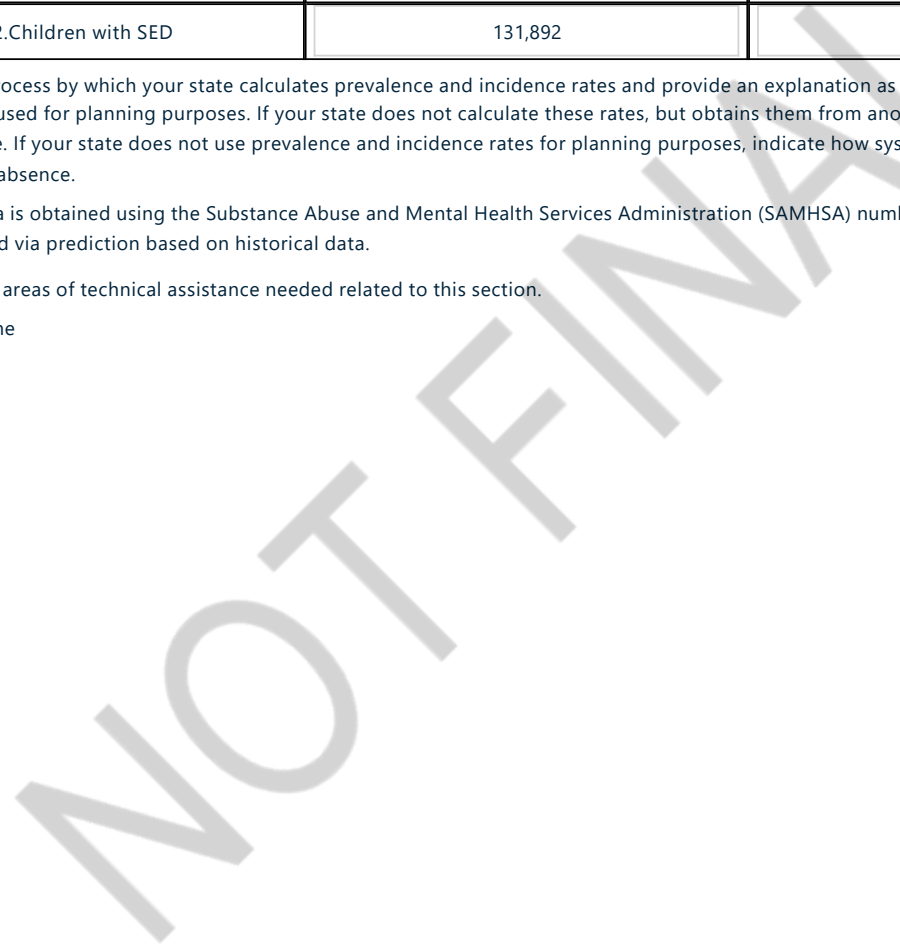 2.Children with SED 131,892
rocess by which your state calculates prevalence and incidence rates and provide an explanation as
used for planning purposes. If your state does not calculate these rates, but obtains them from ano
e. If your state does not use prevalence and incidence rates for planning purposes, indicate how sys
absence.
a is obtained using the Substance Abuse and Mental Health Services Administration (SAMHSA) num
d via prediction based on historical data.
areas of technical assistance needed related to this section.
ne
NOT FINAL